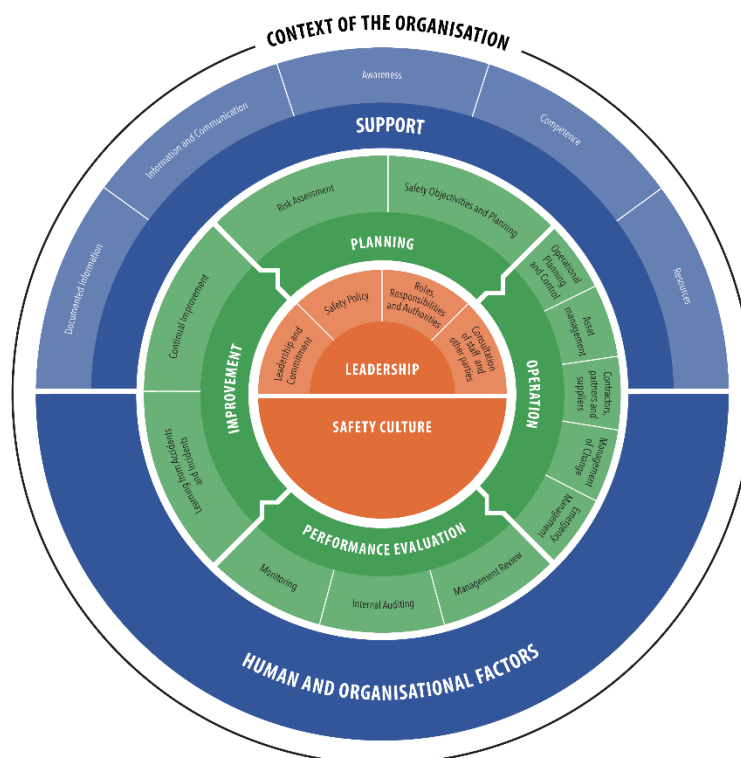 CONTEXT OF THE ORGANISATION
Documented Information
Information and Communication
Awareness
Competence
Resources
SUPPORT
Risk Assessment
Safety Objectivities and Planning
PLANNING
Operational
Planning
and Control
Asset
management
Contractors,
partners and
suppliers
Management
of Change
Emergency
Management
OPERATION
Continual Improvement
Learning from Accidents
and Incidents
IMPROVEMENT
Leadership and
Commitment
Safety Policy
Roles,
Responsibilities
and Authorities
Consultation
of staff and
other parties
LEADERSHIP
SAFETY CULTURE
PERFORMANCE EVALUATION
Monitoring
Internal Auditing
Management Review
HUMAN AND ORGANISATIONAL FACTORS